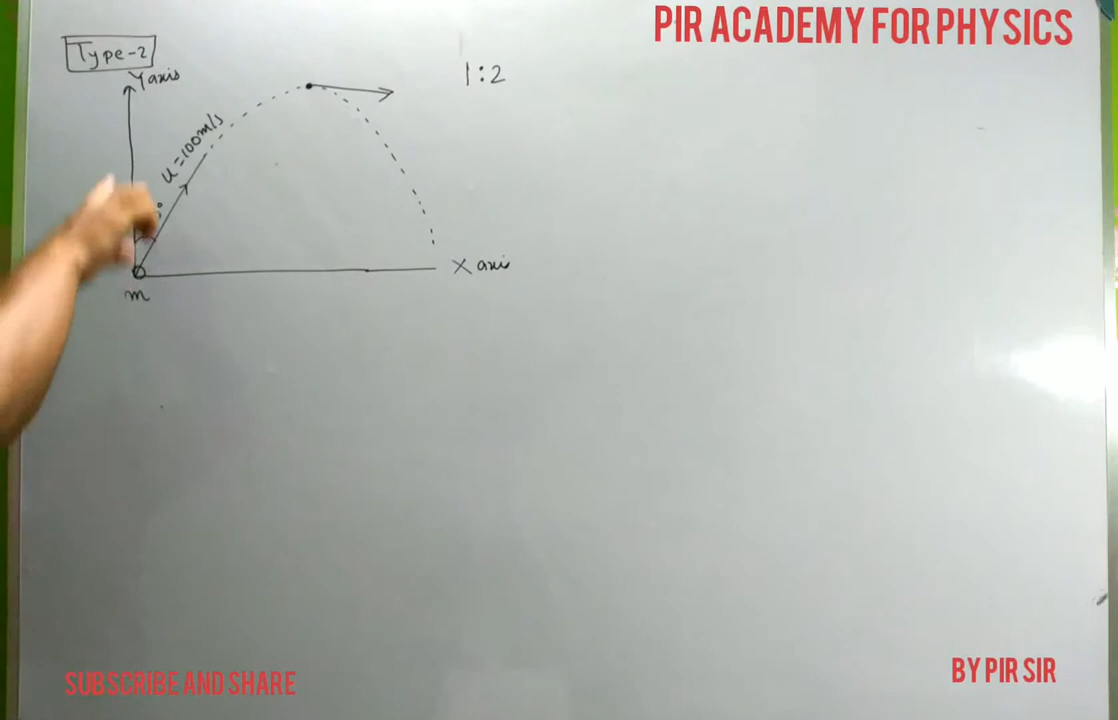 PIR ACADEMY FOR PHYSICS
Type-2
Y axis
1:2
u=100m/s
X axis
m
SUBSCRIBE AND SHARE
BY PIR SIR